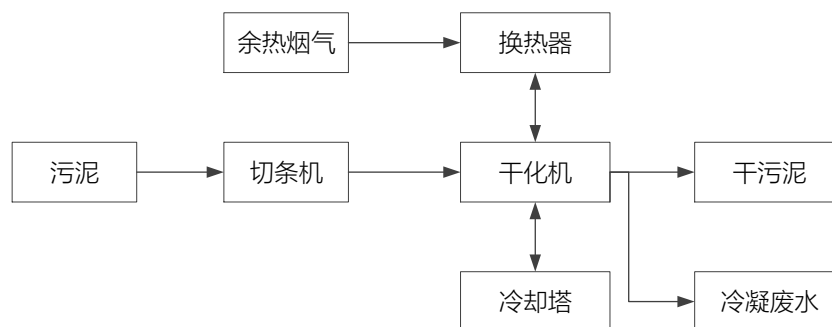 余热烟气
换热器
污泥
切条机
干化机
干污泥
冷却塔
冷凝废水